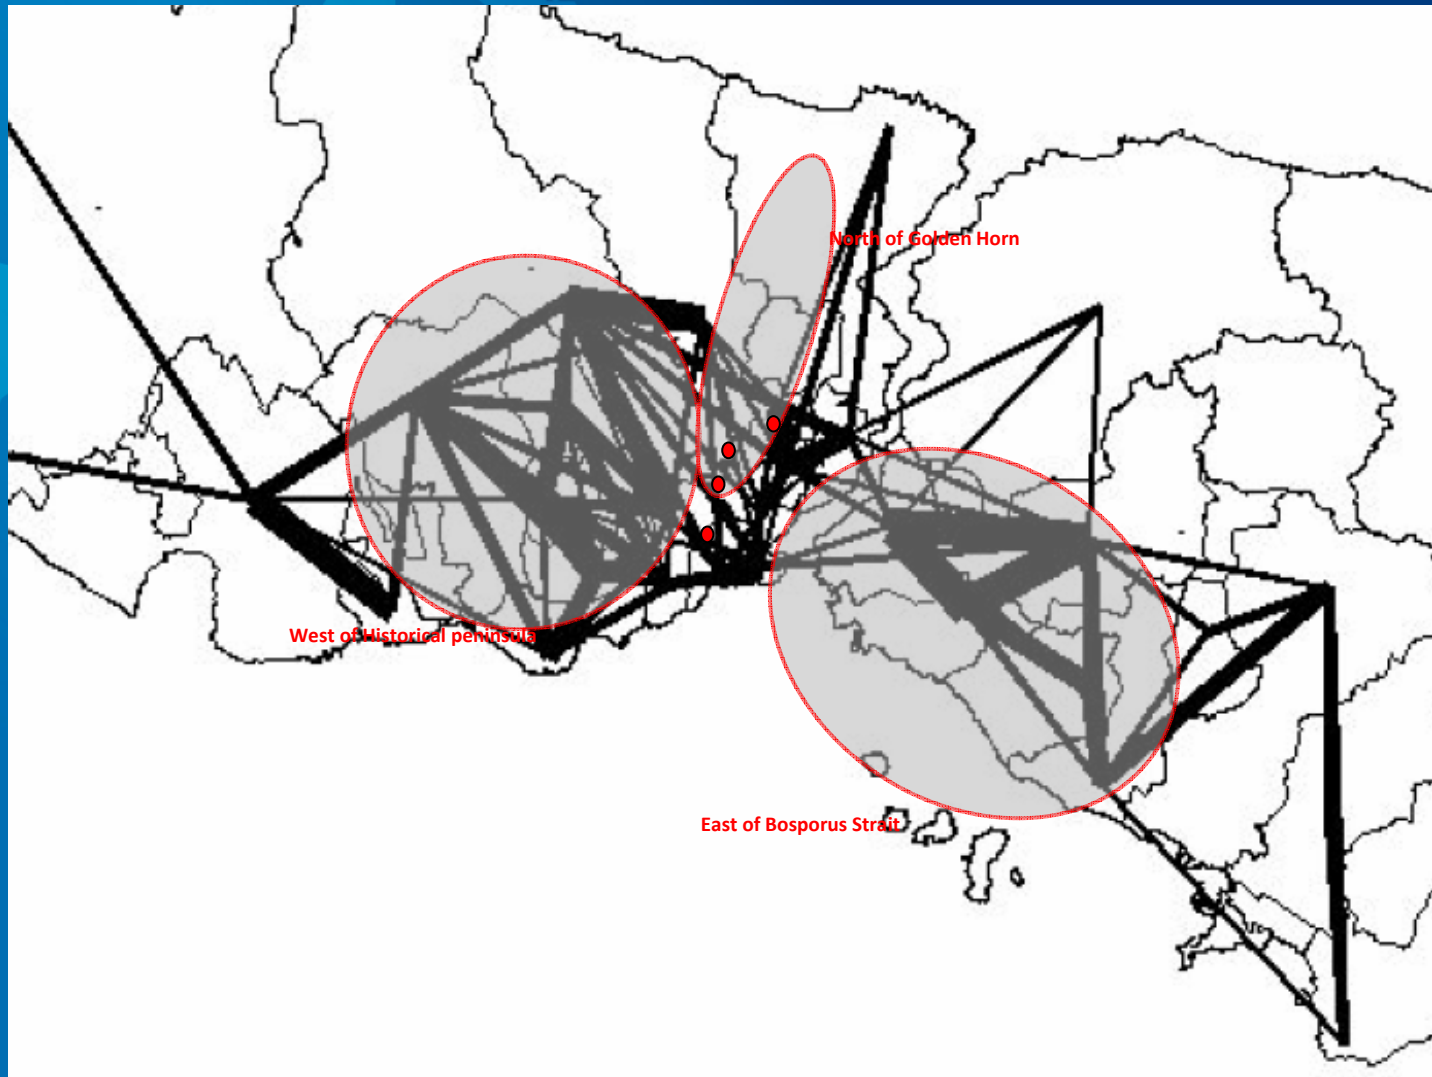 North of Golden Horn
West of Historical peninsula
East of Bosporus Strait